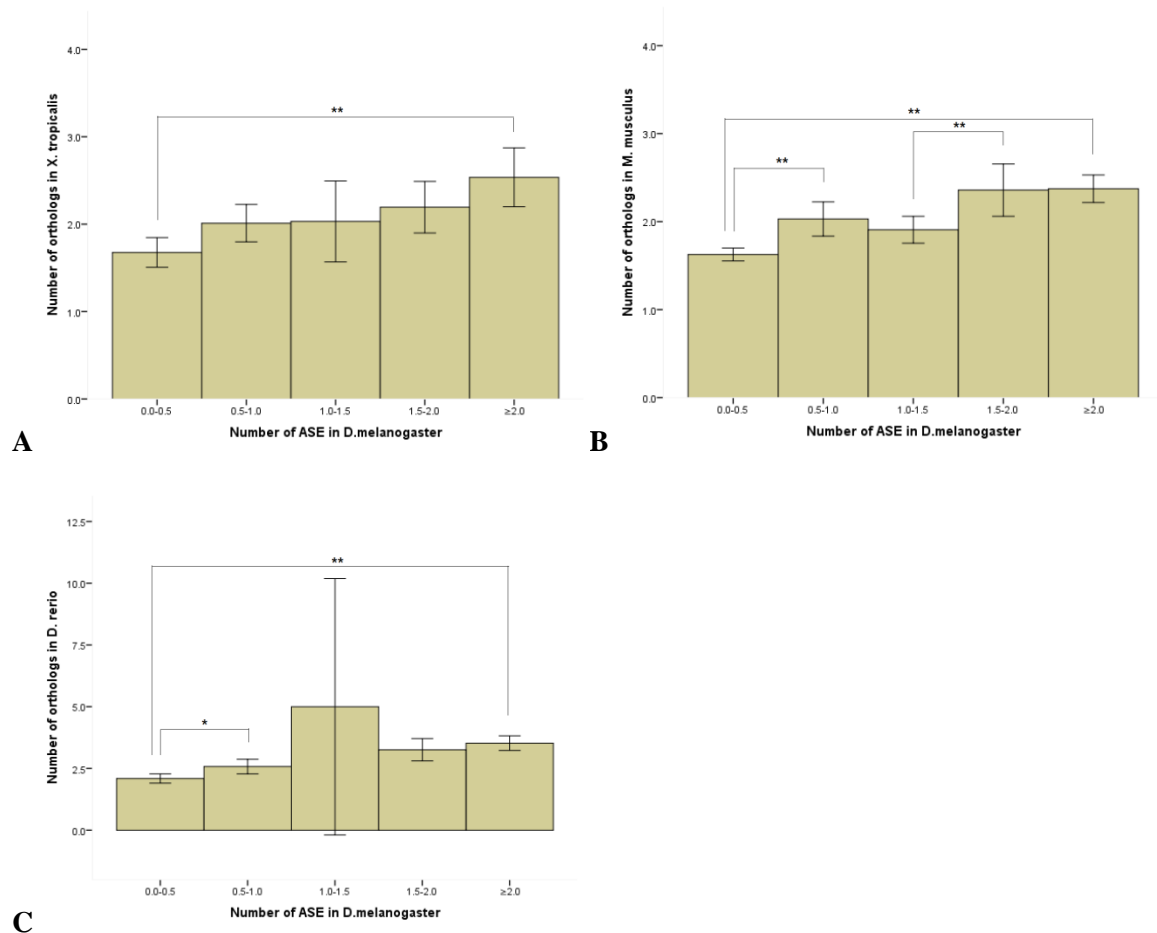 Number of orthologs in X. tropicalis
4.0
3.0
2.0
1.0
0.0
**
0.0-0.5 0.5-1.0 1.0-1.5 1.5-2.0 ≥2.0
Number of ASE in D.melanogaster
A
Number of orthologs in M. musculus
4.0
3.0
2.0
1.0
0.0
**
**
**
0.0-0.5 0.5-1.0 1.0-1.5 1.5-2.0 ≥2.0
Number of ASE in D.melanogaster
B
Number of orthologs in D. rerio
12.5
10.0
7.5
5.0
2.5
0.0
**
*
0.0-0.5 0.5-1.0 1.0-1.5 1.5-2.0 ≥2.0
Number of ASE in D.melanogaster
C